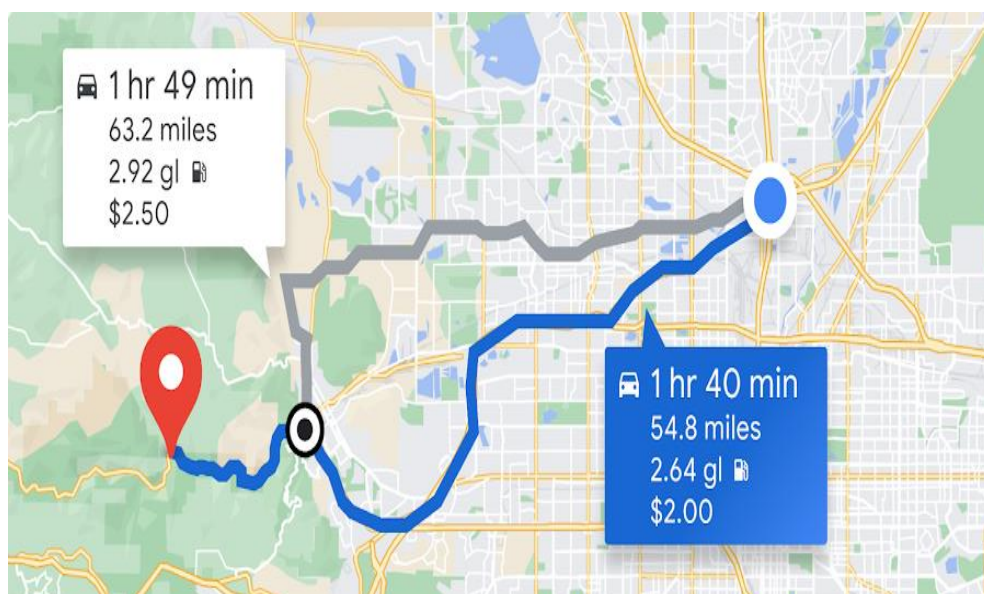 1 hr 49 min
63.2 miles
2.92 gl
$2.50
1 hr 40 min
54.8 miles
2.64 gl
$2.00